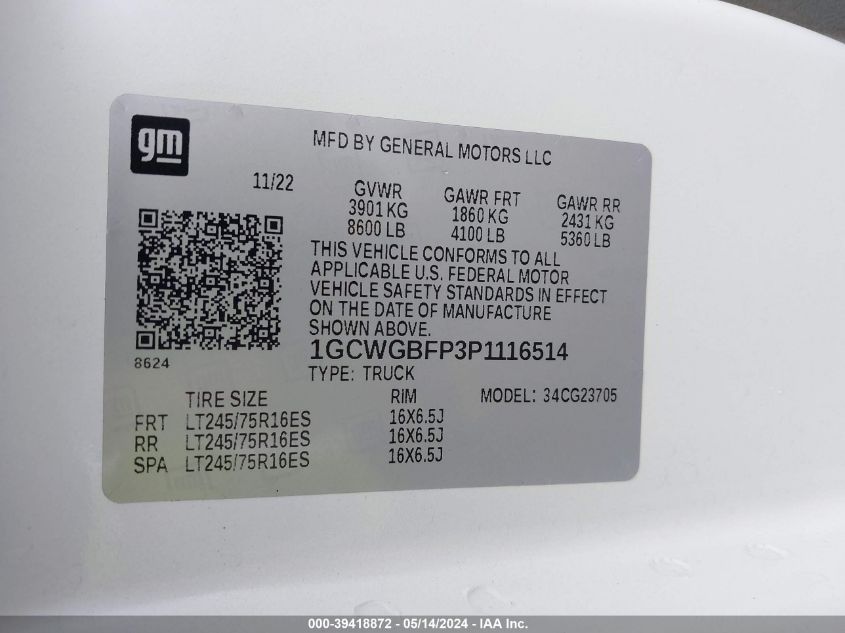 gm
MFD BY GENERAL MOTORS LLC
11/22
GVWR GAWR FRT GAWR RR
3901 KG 1860 KG 2431 KG
8600 LB 4100 LB 5360 LB
THIS VEHICLE CONFORMS TO ALL
APPLICABLE U.S. FEDERAL MOTOR
VEHICLE SAFETY STANDARDS IN EFFECT
ON THE DATE OF MANUFACTURE
SHOWN ABOVE.
8624
1GCWGBFP3P1116514
TYPE: TRUCK
TIRE SIZE RIM MODEL: 34CG23705
FRT LT245/75R16ES 16X6.5J
RR LT245/75R16ES 16X6.5J
SPA LT245/75R16ES 16X6.5J
000-39418872 - 05/14/2024 - IAA Inc.